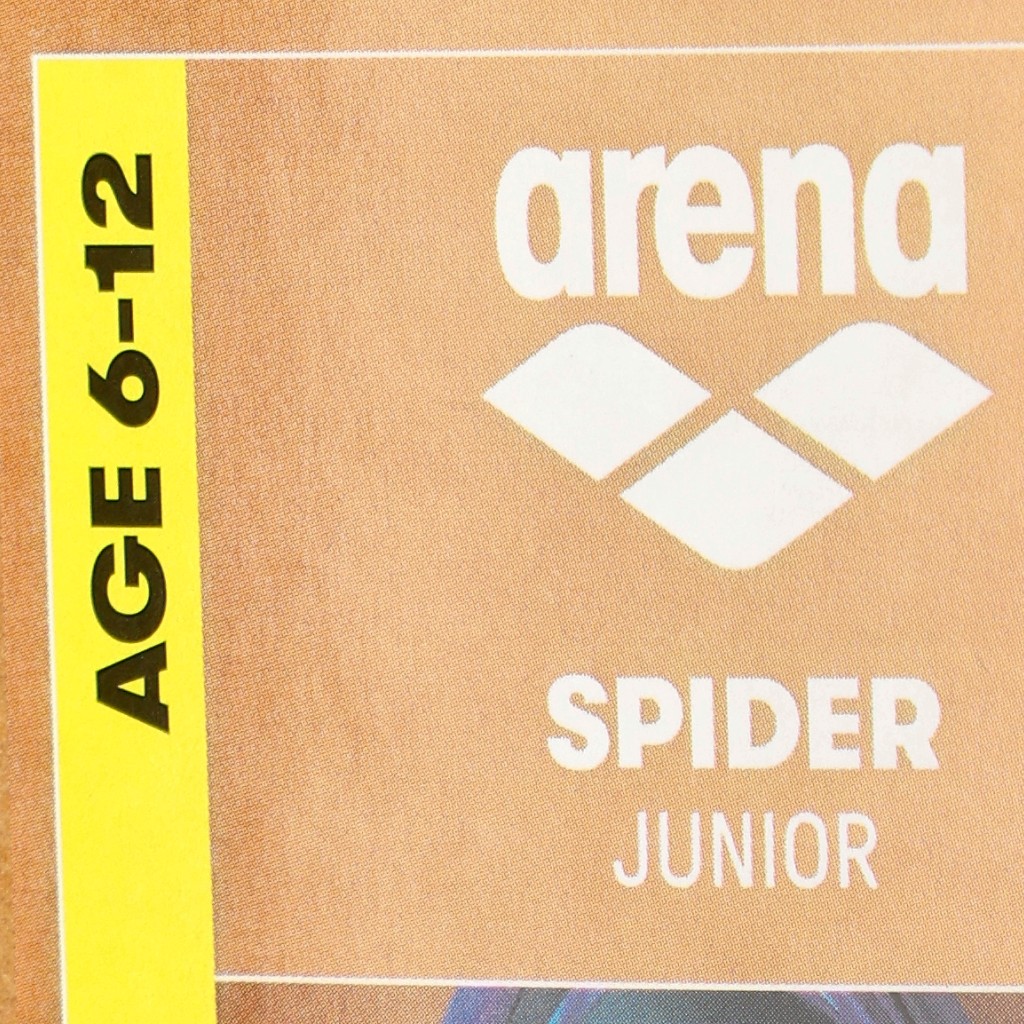 AGE 6-12
arena
SPIDER
JUNIOR